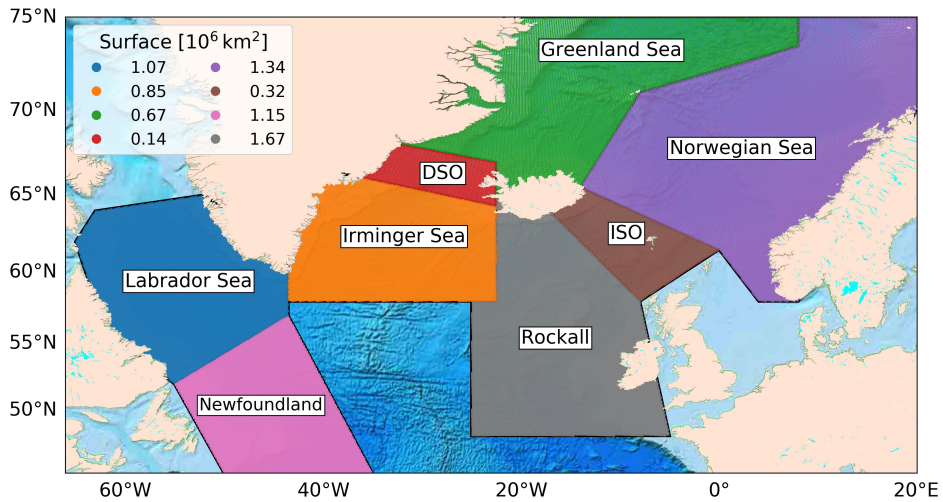 75°N
70°N
65°N
60°N
55°N
50°N
Surface [10⁶ km²]
1.07 1.34
0.85 0.32
0.67 1.15
0.14 1.67
Greenland Sea
Norwegian Sea
DSO
Irminger Sea
ISO
Labrador Sea
Rockall
Newfoundland
60°W 40°W 20°W 0° 20°E